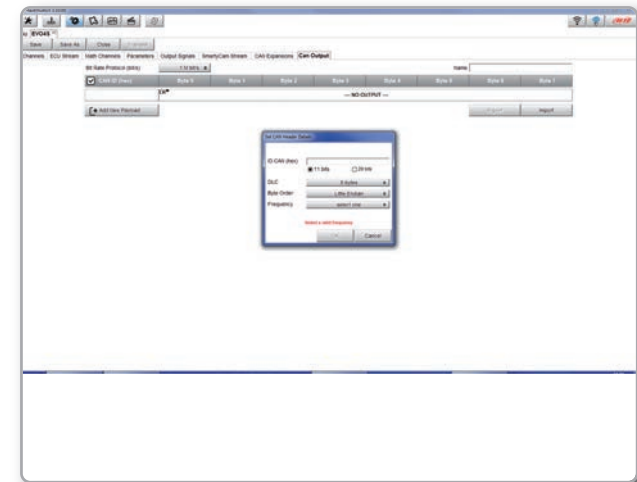 EVO4S
Save Save As Close
Channels ECU Stream Math Channels Parameters Output Signals SmartyCam Stream CAN Expansions Can Output
Bit Rate Protocol (bit/s) Name
CAN ID (hex) Byte 0 Byte 1 Byte 2 Byte 3 Byte 4 Byte 5 Byte 6 Byte 7
--- NO OUTPUT ---
Add New Payload Import
Set CAN Header Details
ID CAN (hex)
11 bits 29 bits
DLC 8 bytes
Byte Order Little Endian
Frequency select one
Select a valid frequency
Cancel